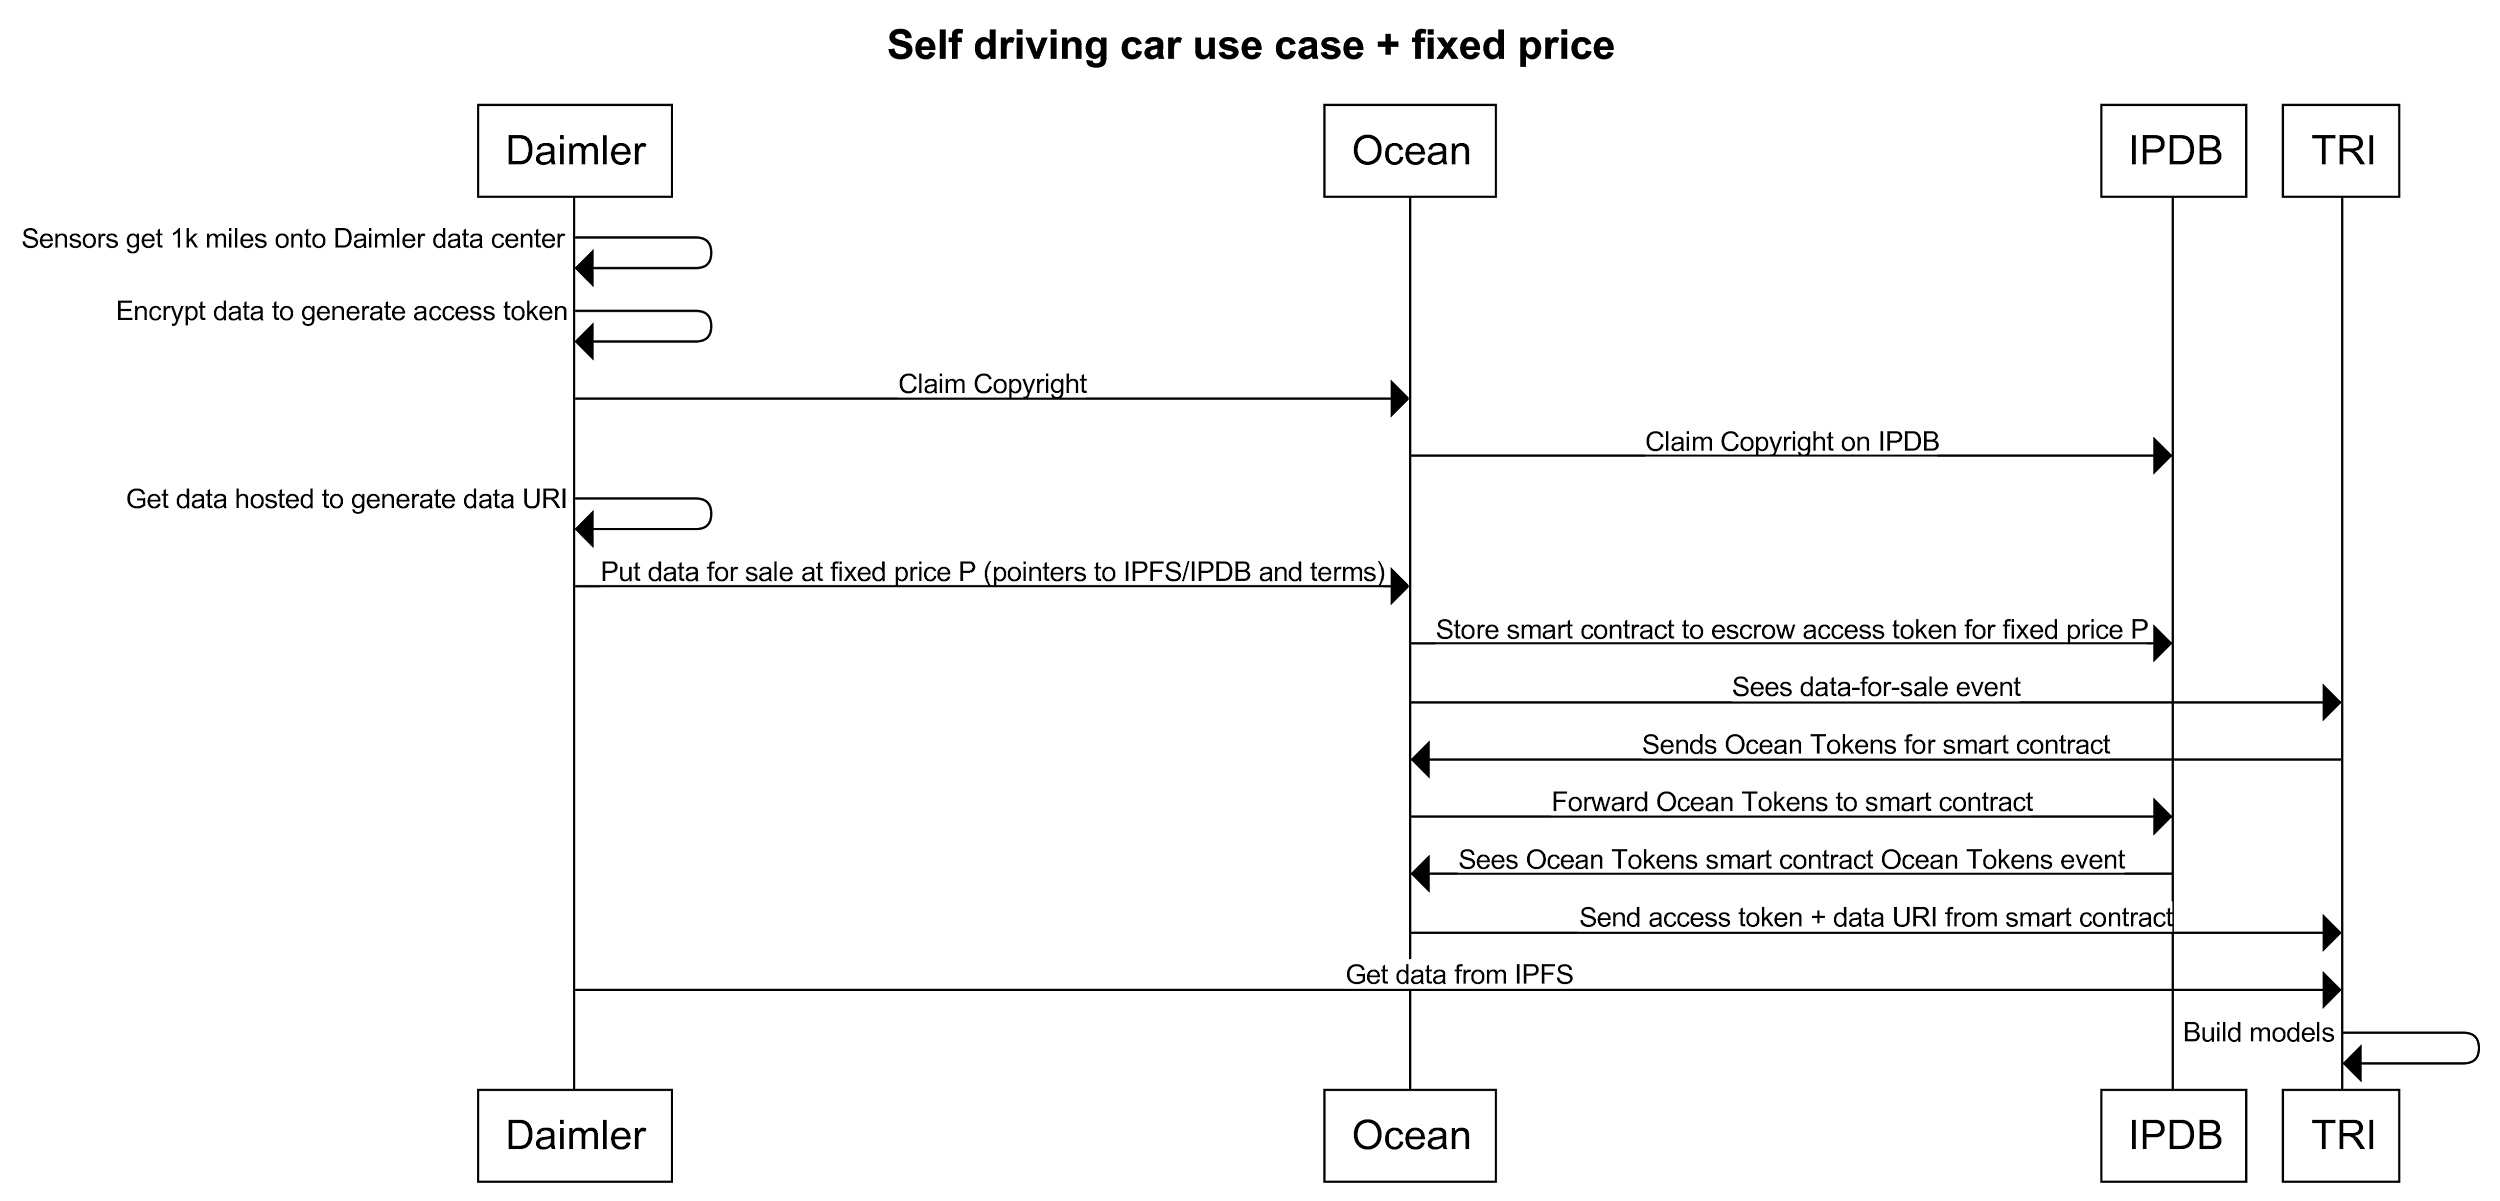 Self driving car use case + fixed price
Daimler
Ocean
IPDB
TRI
Sensors get 1k miles onto Daimler data center
Encrypt data to generate access token
Claim Copyright
Claim Copyright on IPDB
Get data hosted to generate data URI
Put data for sale at fixed price P (pointers to IPFS/IPDB and terms)
Store smart contract to escrow access token for fixed price P
Sees data-for-sale event
Sends Ocean Tokens for smart contract
Forward Ocean Tokens to smart contract
Sees Ocean Tokens smart contract Ocean Tokens event
Send access token + data URI from smart contract
Get data from IPFS
Build models
Daimler
Ocean
IPDB
TRI